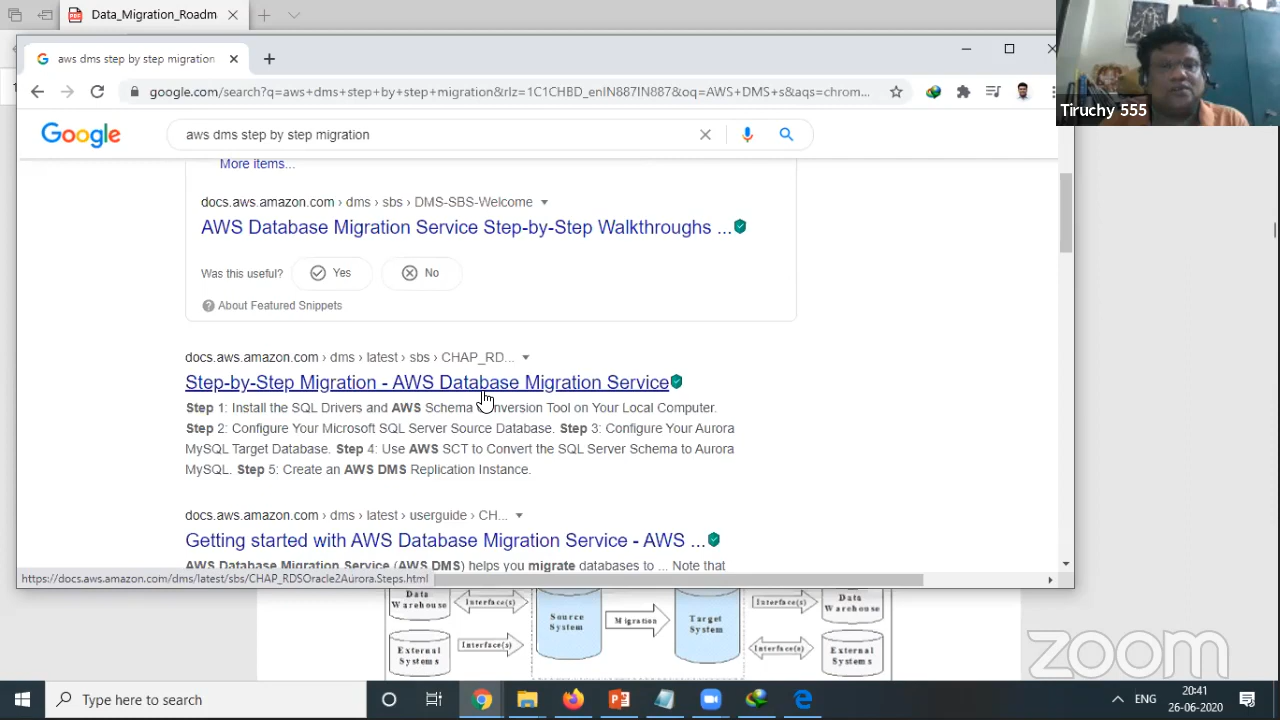 Data_Migration_Roadm
aws dms step by step migration
google.com/search?q=aws+dms+step+by+step+migration&rlz=1C1CHBD_enIN887IN887&oq=AWS+DMS+s&aqs=chrom...
Tiruchy 555
Google
aws dms step by step migration
More items...
docs.aws.amazon.com › dms › sbs › DMS-SBS-Welcome
AWS Database Migration Service Step-by-Step Walkthroughs ...
Was this useful?
Yes
No
About Featured Snippets
docs.aws.amazon.com › dms › latest › sbs › CHAP_RD...
Step-by-Step Migration - AWS Database Migration Service
Step 1: Install the SQL Drivers and AWS Schema Conversion Tool on Your Local Computer.
Step 2: Configure Your Microsoft SQL Server Source Database. Step 3: Configure Your Aurora
MySQL Target Database. Step 4: Use AWS SCT to Convert the SQL Server Schema to Aurora
MySQL. Step 5: Create an AWS DMS Replication Instance.
docs.aws.amazon.com › dms › latest › userguide › CH...
Getting started with AWS Database Migration Service - AWS ...
AWS Database Migration Service (AWS DMS) helps you migrate databases to ... Note that
https://docs.aws.amazon.com/dms/latest/sbs/CHAP_RDSOracle2Aurora.Steps.html
Data
Warehouse
Interface(s)
Source
System
Migration
Target
System
Interface(s)
Data
Warehouse
External
Systems
Interface(s)
Interface(s)
External
Systems
zoom
Type here to search
ENG
20:41
26-06-2020